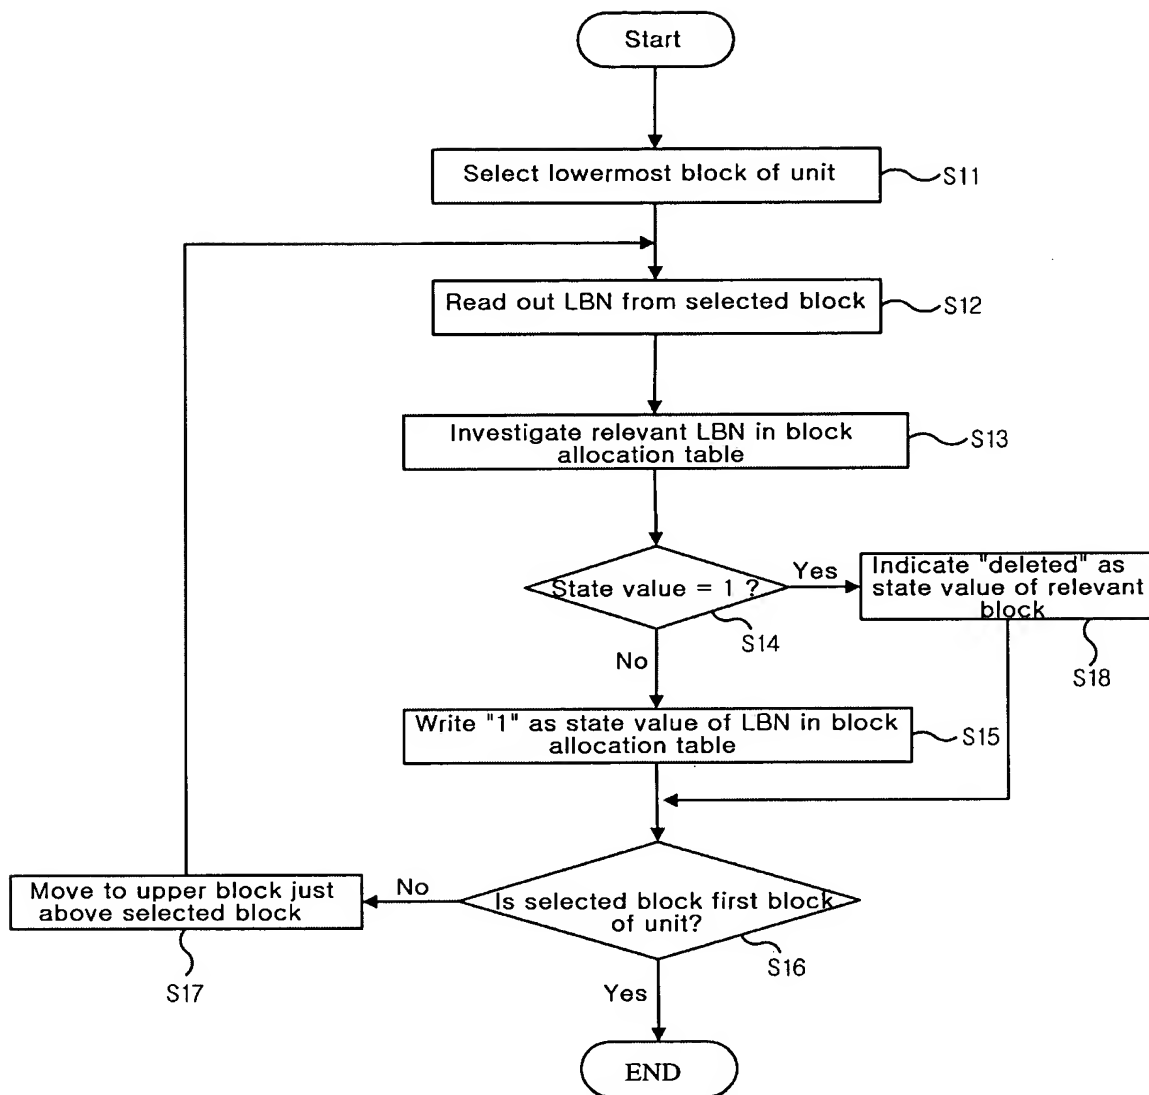 Start
Select lowermost block of unit
S11
Read out LBN from selected block
S12
Investigate relevant LBN in block
allocation table
S13
State value = 1 ?
S14
Yes
Indicate "deleted" as
state value of relevant
block
S18
No
Write "1" as state value of LBN in block
allocation table
S15
Is selected block first block
of unit?
S16
No
Move to upper block just
above selected block
S17
Yes
END